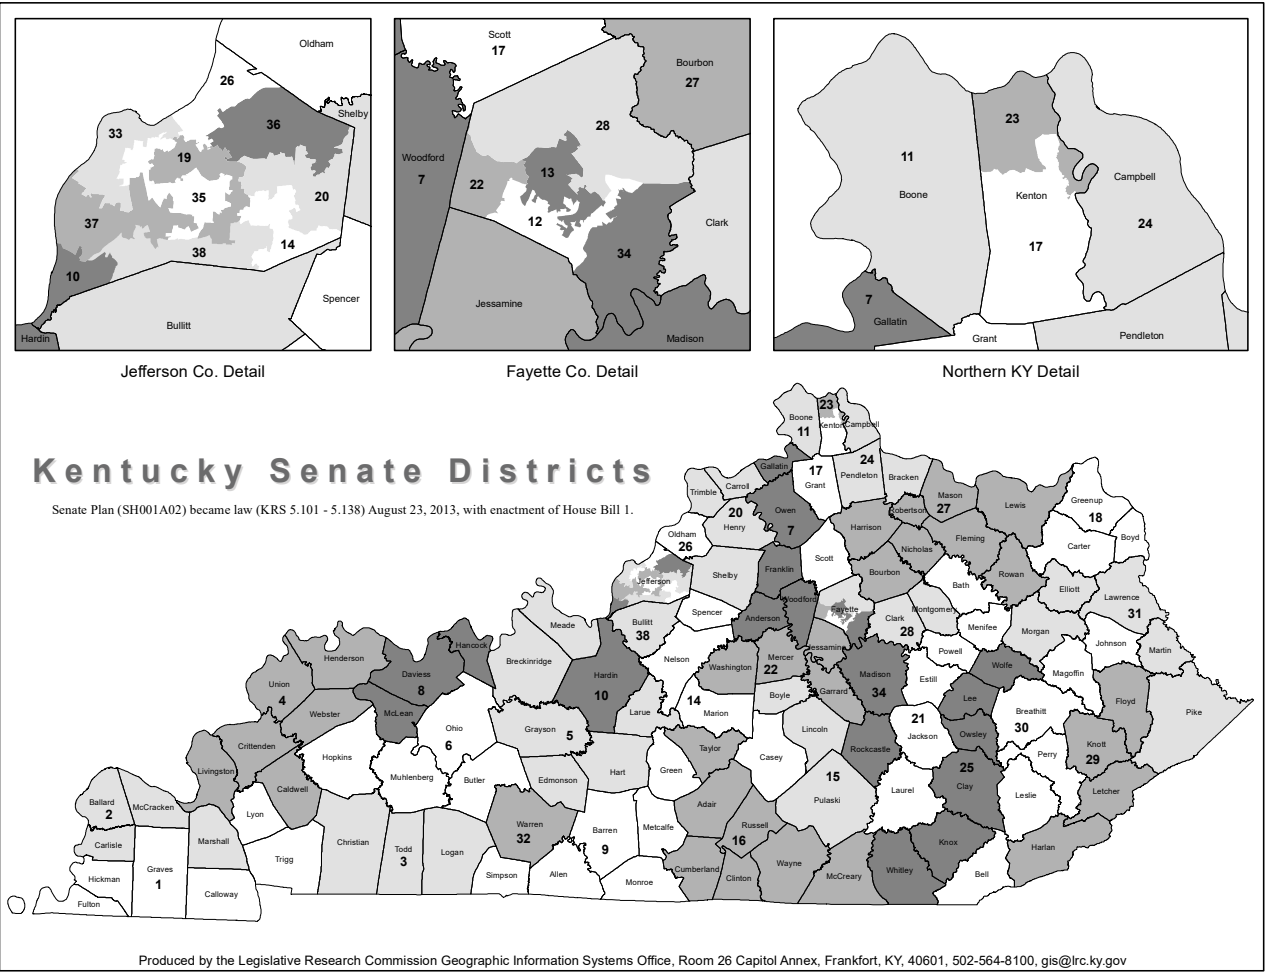 Oldham
26
Shelby
33
36
19
35
20
37
14
38
10
Spencer
Bullitt
Hardin
Jefferson Co. Detail
Scott
17
Bourbon
27
28
Woodford
7
13
22
12
Clark
34
Jessamine
Madison
Fayette Co. Detail
23
11
Boone
Kenton
Campbell
24
17
7
Gallatin
Grant
Pendleton
Northern KY Detail
Kentucky Senate Districts
Senate Plan (SH001A02) became law (KRS 5.101 - 5.138) August 23, 2013, with enactment of House Bill 1.
23
Boone
11
Kenton
Campbell
24
Gallatin
17
Grant
Pendleton
Bracken
Trimble
Carroll
20
Henry
Owen
7
Mason
27
Robertson
Lewis
Greenup
18
Boyd
Carter
Oldham
26
Harrison
Fleming
Nicholas
Scott
Jefferson
Shelby
Franklin
Bourbon
Rowan
Bath
Elliott
Lawrence
31
Woodford
Fayette
Montgomery
Clark
28
Menifee
Morgan
Johnson
Martin
Meade
Bullitt
38
Spencer
Anderson
Jessamine
Powell
Wolfe
Magoffin
Breckinridge
Hancock
Henderson
Daviess
8
Hardin
10
Nelson
Washington
Mercer
22
Madison
34
Estill
Union
4
Webster
McLean
Ohio
6
Larue
14
Marion
Boyle
Garrard
Lee
Breathitt
30
Floyd
Pike
Crittenden
Hopkins
Grayson
5
Taylor
Casey
Lincoln
Rockcastle
21
Jackson
Owsley
Perry
Knott
29
Livingston
Caldwell
Muhlenberg
Butler
Edmonson
Hart
Green
15
Pulaski
Laurel
25
Clay
Leslie
Letcher
Ballard
2
McCracken
Lyon
Warren
32
Barren
9
Metcalfe
Adair
Russell
16
Knox
Harlan
Carlisle
Marshall
Christian
Todd
3
Logan
Trigg
Graves
1
Hickman
Fulton
Calloway
Simpson
Allen
Monroe
Cumberland
Clinton
Wayne
McCreary
Whitley
Bell
Produced by the Legislative Research Commission Geographic Information Systems Office, Room 26 Capitol Annex, Frankfort, KY, 40601, 502-564-8100, gis@lrc.ky.gov